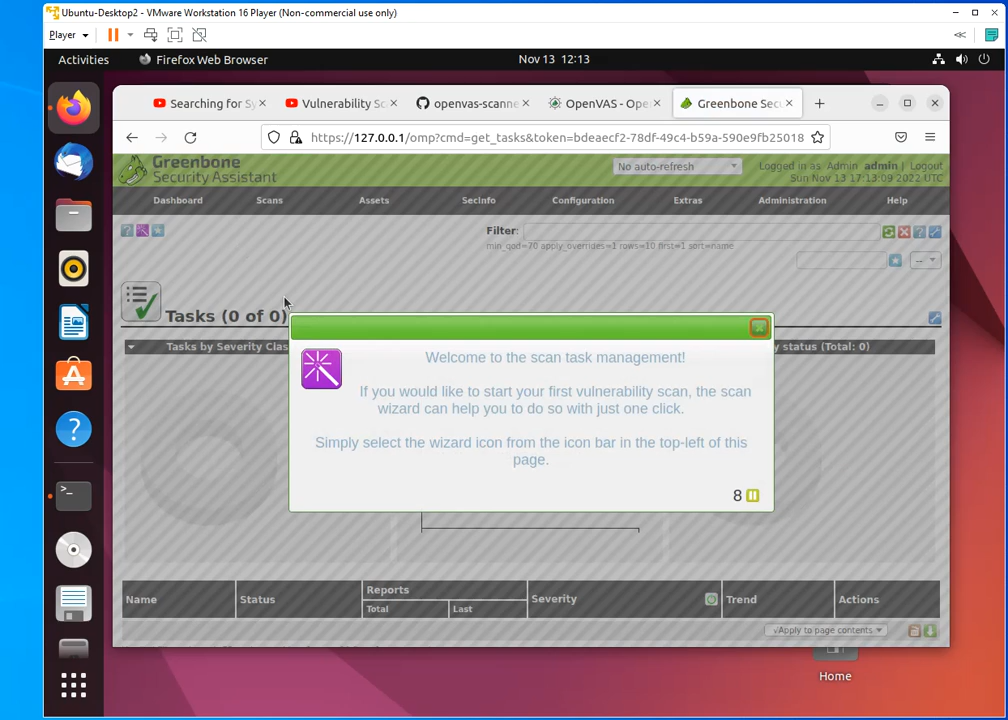 Ubuntu-Desktop2 - VMware Workstation 16 Player (Non-commercial use only)
Player
Activities
Firefox Web Browser
Nov 13 12:13
Searching for Sy
Vulnerability Sc
openvas-scanne
OpenVAS - Ope
Greenbone Sec
https://127.0.0.1/omp?cmd=get_tasks&token=bdeaecf2-78df-49c4-b59a-590e9fb25018
Greenbone
Security Assistant
No auto-refresh
Logged in as Admin admin | Logout
Sun Nov 13 17:13:09 2022 UTC
Dashboard
Scans
Assets
SecInfo
Configuration
Extras
Administration
Help
Filter:
min_qod=70 apply_overrides=1 rows=10 first=1 sort=name
--
Tasks (0 of 0)
Tasks by Severity Clas
y status (Total: 0)
Welcome to the scan task management!
If you would like to start your first vulnerability scan, the scan
wizard can help you to do so with just one click.
Simply select the wizard icon from the icon bar in the top-left of this
page.
8
Name
Status
Reports
Total
Last
Severity
Trend
Actions
√Apply to page contents
Home